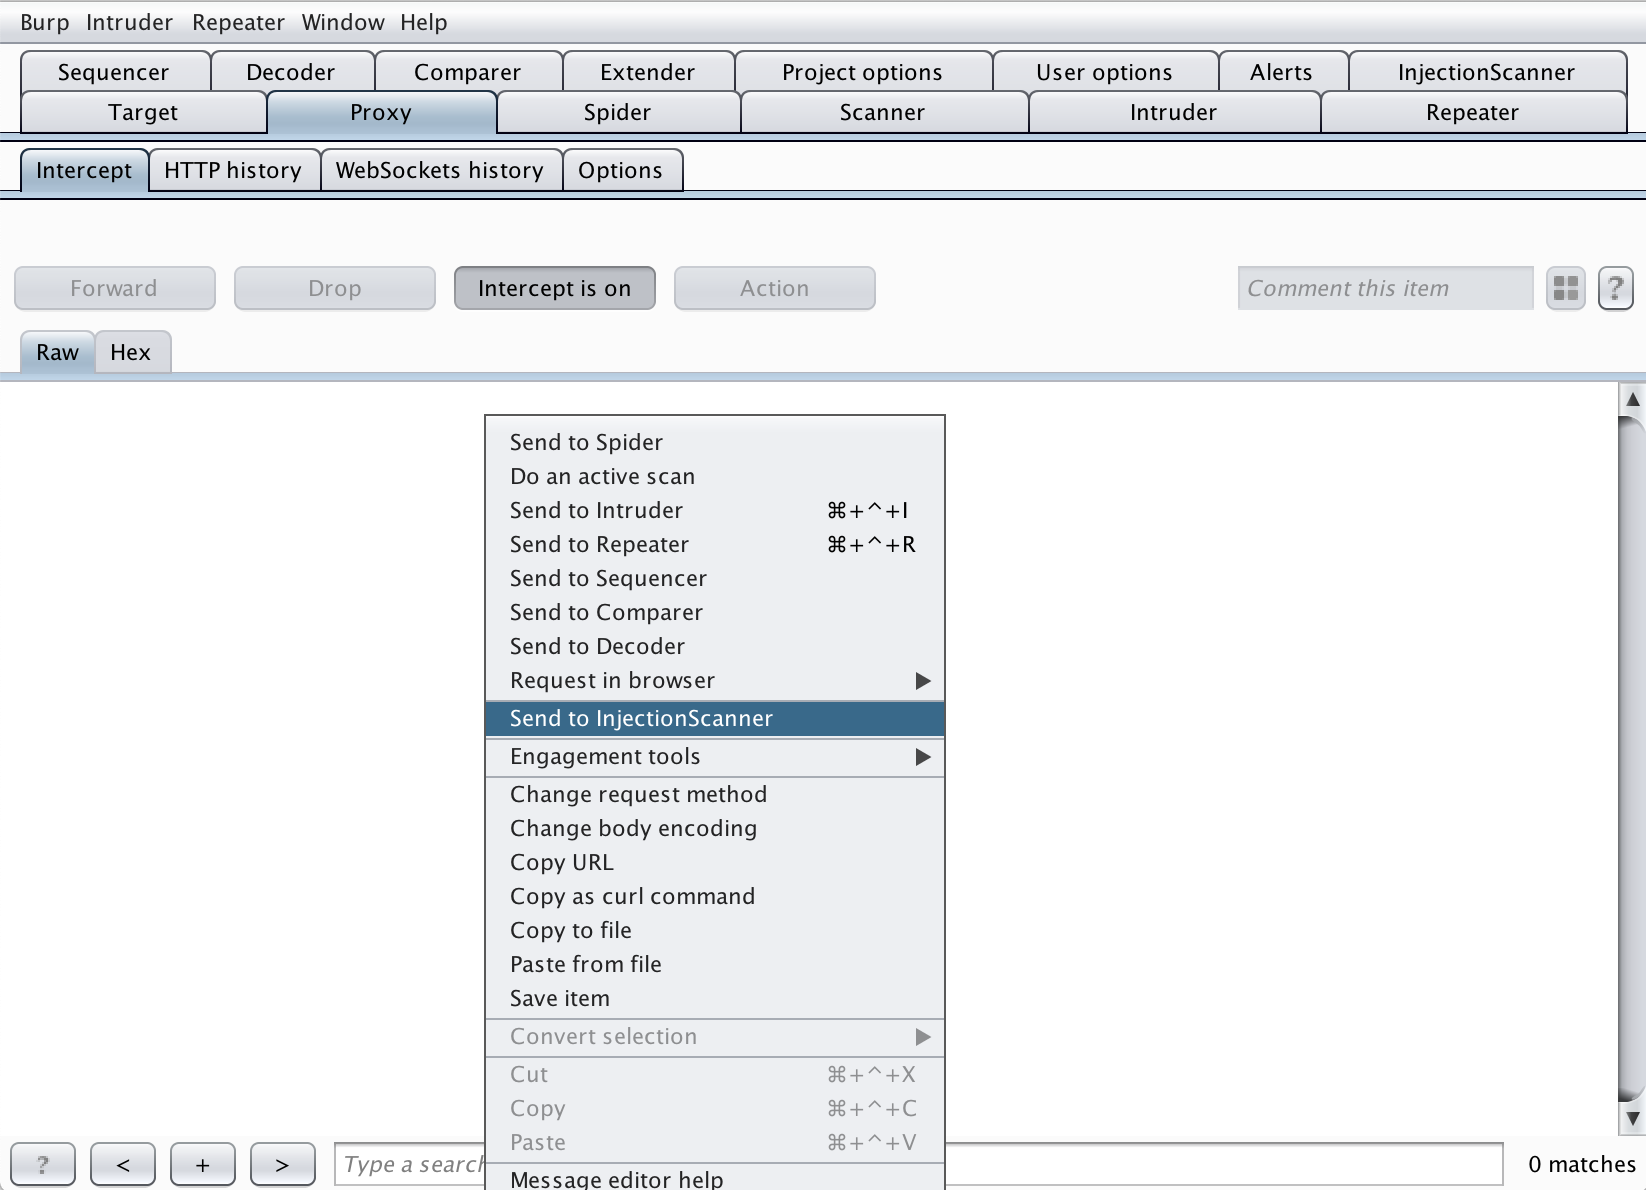 Burp Intruder Repeater Window Help
Sequencer Decoder Comparer Extender Project options User options Alerts InjectionScanner
Target Proxy Spider Scanner Intruder Repeater
Intercept HTTP history WebSockets history Options
Forward Drop Intercept is on Action Comment this item ?
Raw Hex
Send to Spider
Do an active scan
Send to Intruder ⌘+^+I
Send to Repeater ⌘+^+R
Send to Sequencer
Send to Comparer
Send to Decoder
Request in browser
Send to InjectionScanner
Engagement tools
Change request method
Change body encoding
Copy URL
Copy as curl command
Copy to file
Paste from file
Save item
Convert selection
Cut ⌘+^+X
Copy ⌘+^+C
Paste ⌘+^+V
? < + > Type a search 0 matches
Message editor help